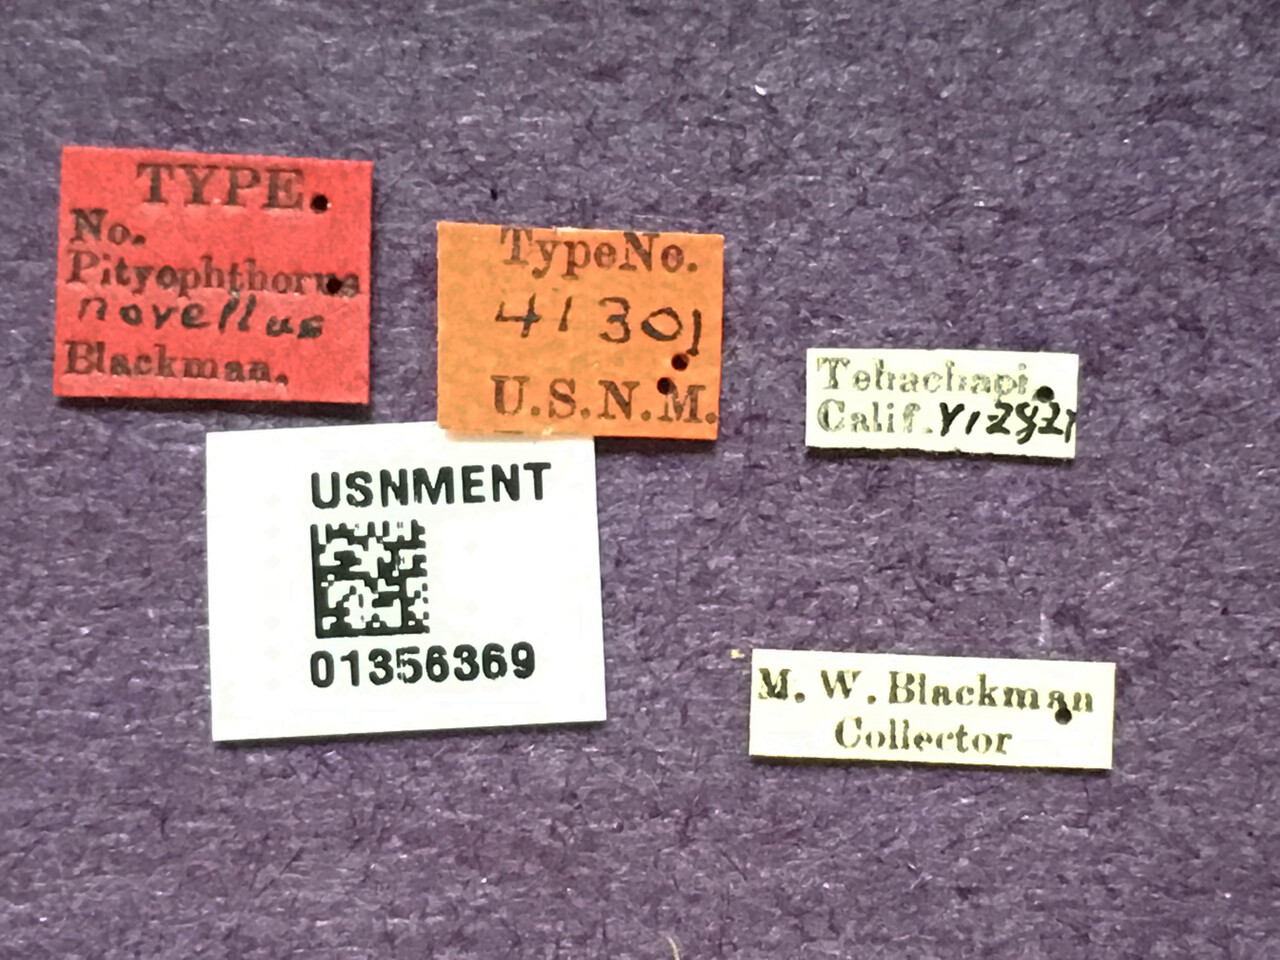 TYPE.
No.
Pityophthorus
novellus
Blackman.
TypeNo.
41301
U.S.N.M.
Tehachapi,
Calif.
USNMENT
01356369
M. W. Blackman
Collector